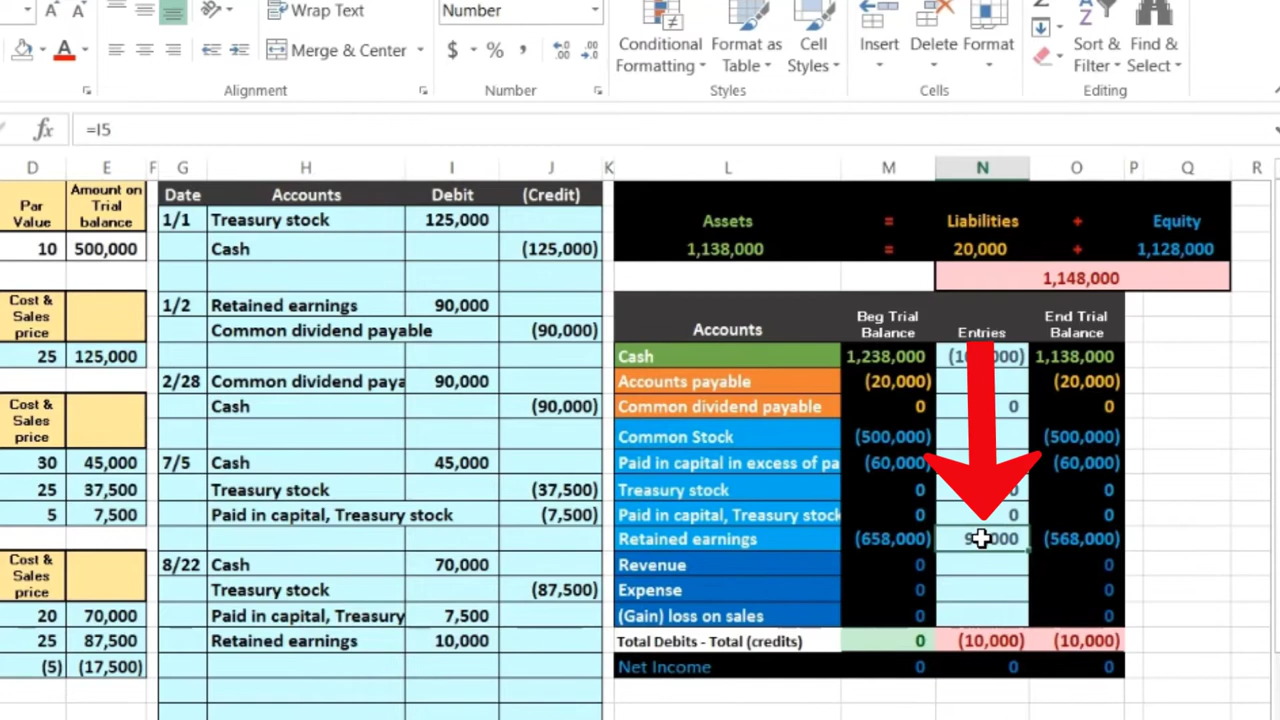 Wrap Text
Number
Merge & Center
$ % ,
Conditional Formatting
Format as Table
Cell Styles
Insert Delete Format
Sort & Filter
Find & Select
Alignment Number Styles Cells Editing
fx =I5
D E F G H I J K L M N O P Q R
Par Value Amount on Trial balance
10 500,000
Cost & Sales price
25 125,000
Cost & Sales price
30 45,000
25 37,500
5 7,500
Cost & Sales price
20 70,000
25 87,500
(5) (17,500)
Date Accounts Debit (Credit)
1/1 Treasury stock 125,000
Cash (125,000)
1/2 Retained earnings 90,000
Common dividend payable (90,000)
2/28 Common dividend paya 90,000
Cash (90,000)
7/5 Cash 45,000
Treasury stock (37,500)
Paid in capital, Treasury stock (7,500)
8/22 Cash 70,000
Treasury stock (87,500)
Paid in capital, Treasury 7,500
Retained earnings 10,000
Assets = Liabilities + Equity
1,138,000 = 20,000 + 1,128,000
1,148,000
Accounts Beg Trial Balance Entries End Trial Balance
Cash 1,238,000 1,138,000
Accounts payable (20,000) (20,000)
Common dividend payable 0 0 0
Common Stock (500,000) (500,000)
Paid in capital in excess of pa (60,000) (60,000)
Treasury stock 0 0 0
Paid in capital, Treasury stock 0 0 0
Retained earnings (658,000) (568,000)
Revenue 0 0
Expense 0 0
(Gain) loss on sales 0 0
Total Debits - Total (credits) 0 (10,000) (10,000)
Net Income 0 0 0